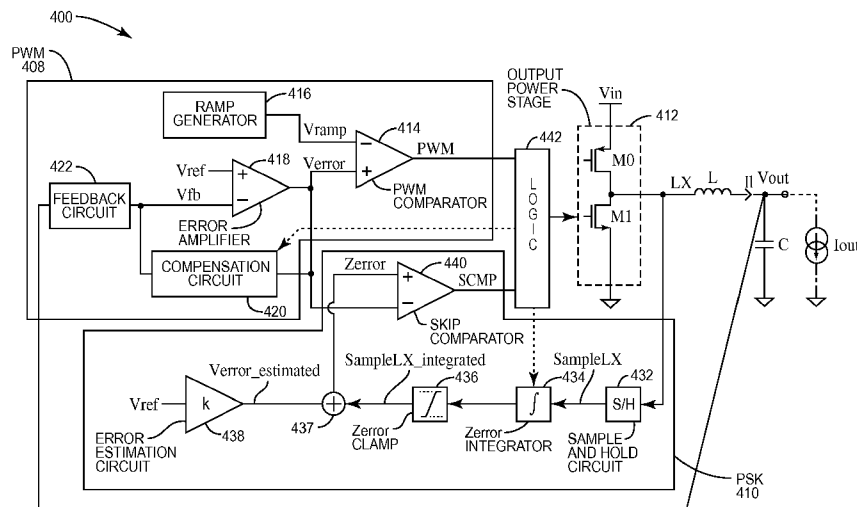 400
PWM
408
RAMP
GENERATOR
416
Vramp
414
PWM
PWM
COMPARATOR
OUTPUT
POWER
STAGE
Vin
412
442
M0
M1
LOGIC
LX
L
Il
Vout
C
Iout
422
FEEDBACK
CIRCUIT
Vref
Vfb
418
Verror
ERROR
AMPLIFIER
COMPENSATION
CIRCUIT
420
Zerror
440
SCMP
SKIP
COMPARATOR
Verror_estimated
SampleLX_integrated
436
434
SampleLX
432
Vref
k
437
∫
S/H
438
ERROR
ESTIMATION
CIRCUIT
Zerror
CLAMP
Zerror
INTEGRATOR
SAMPLE
AND HOLD
CIRCUIT
PSK
410